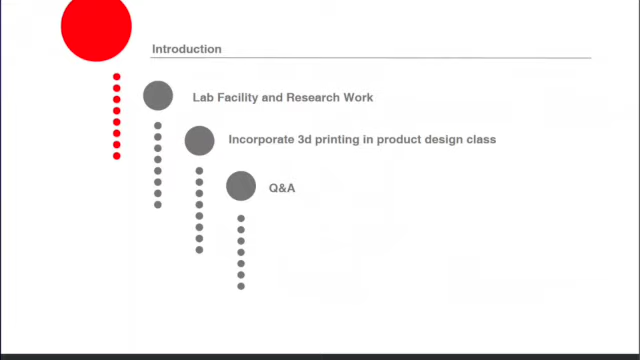 Introduction
Lab Facility and Research Work
Incorporate 3d printing in product design class
Q&A